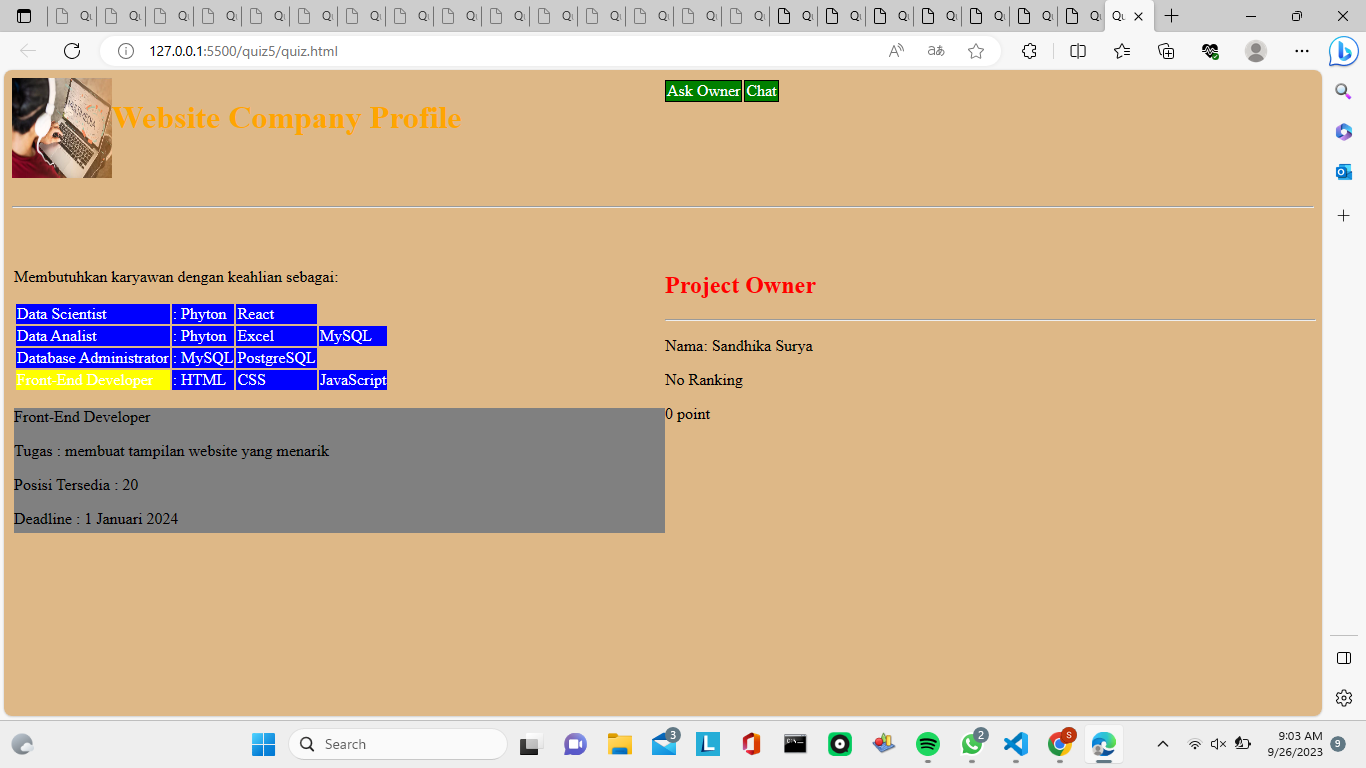 Qu
127.0.0.1:5500/quiz5/quiz.html
Website Company Profile
Ask Owner Chat
Membutuhkan karyawan dengan keahlian sebagai:
Data Scientist : Phyton React
Data Analist : Phyton Excel MySQL
Database Administrator : MySQL PostgreSQL
Front End Developer : HTML CSS JavaScript
Front-End Developer
Tugas : membuat tampilan website yang menarik
Posisi Tersedia : 20
Deadline : 1 Januari 2024
Project Owner
Nama: Sandhika Surya
No Ranking
0 point
Search
3
2
S
9:03 AM
9/26/2023
9